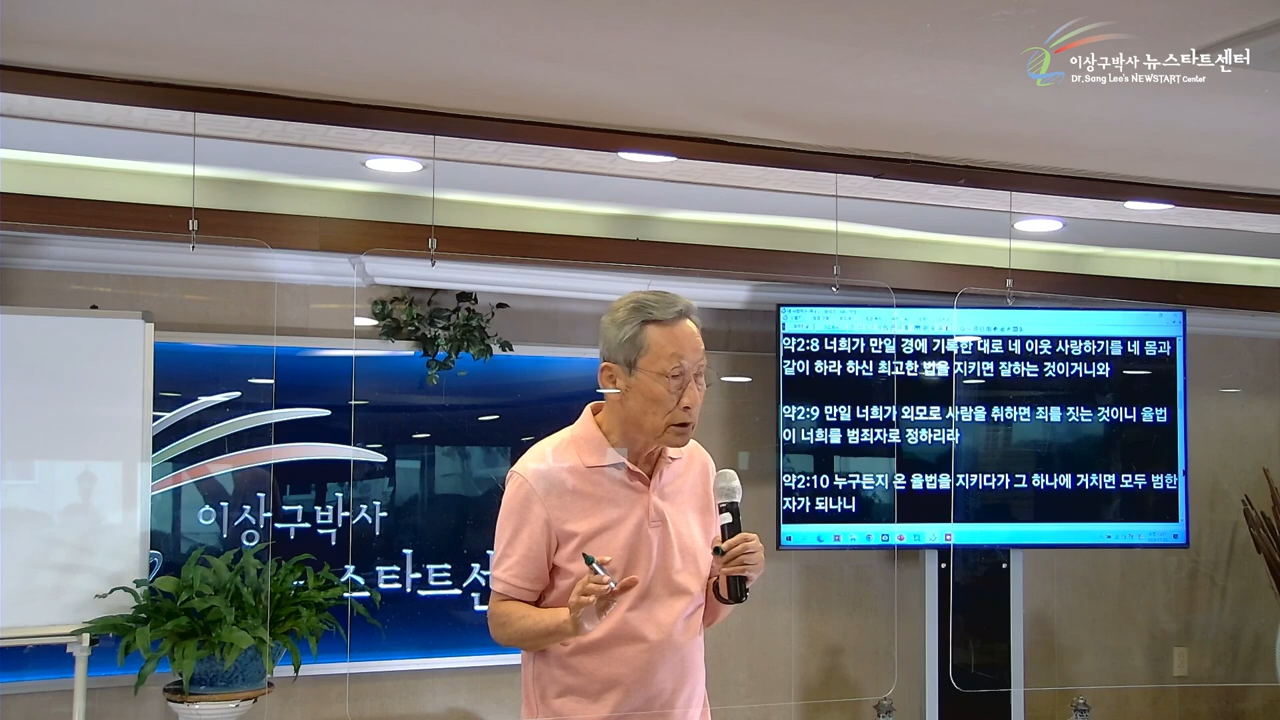 이상구박사 뉴스타트센터
Dr. Sang Lee's NEWSTART Center
약2:8 너희가 만일 경에 기록한 대로 네 이웃 사랑하기를 네 몸과
같이 하라 하신 최고한 법을 지키면 잘하는 것이거니와
약2:9 만일 너희가 외모로 사람을 취하면 죄를 짓는 것이니 율법
이 너희를 범죄자로 정하리라
약2:10 누구든지 온 율법을 지키다가 그 하나에 거치면 모두 범한
자가 되나니
이상구박사
스타트센